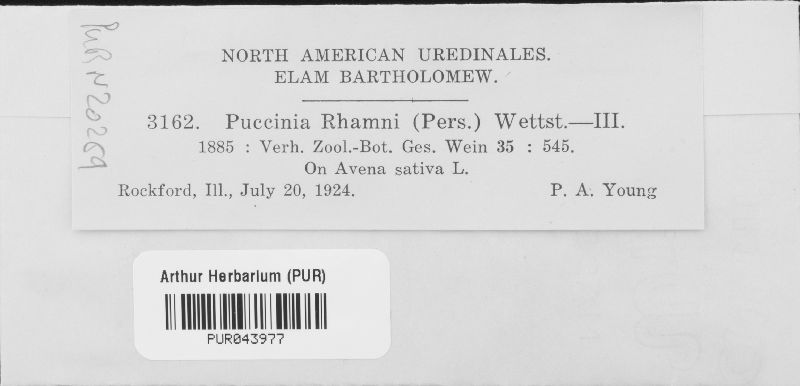 PUR N20269
NORTH AMERICAN UREDINALES.
ELAM BARTHOLOMEW.
3162. Puccinia Rhamni (Pers.) Wettst.—III.
1885 : Verh. Zool.-Bot. Ges. Wein 35 : 545.
On Avena sativa L.
Rockford, Ill., July 20, 1924. P. A. Young
Arthur Herbarium (PUR)
PUR043977